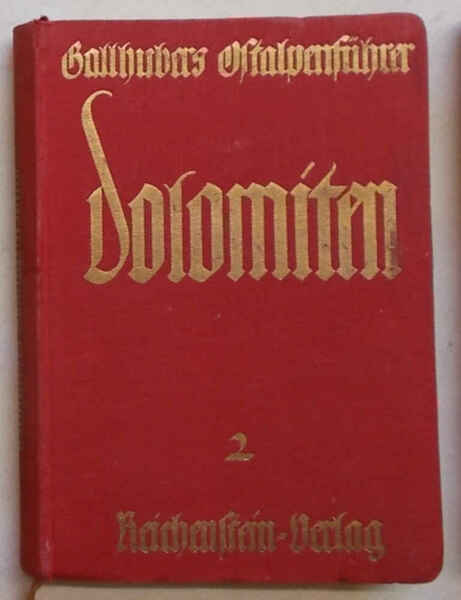 Gallhubers Ostalpenführer
Dolomiten
2
Reichenstein-Verlag